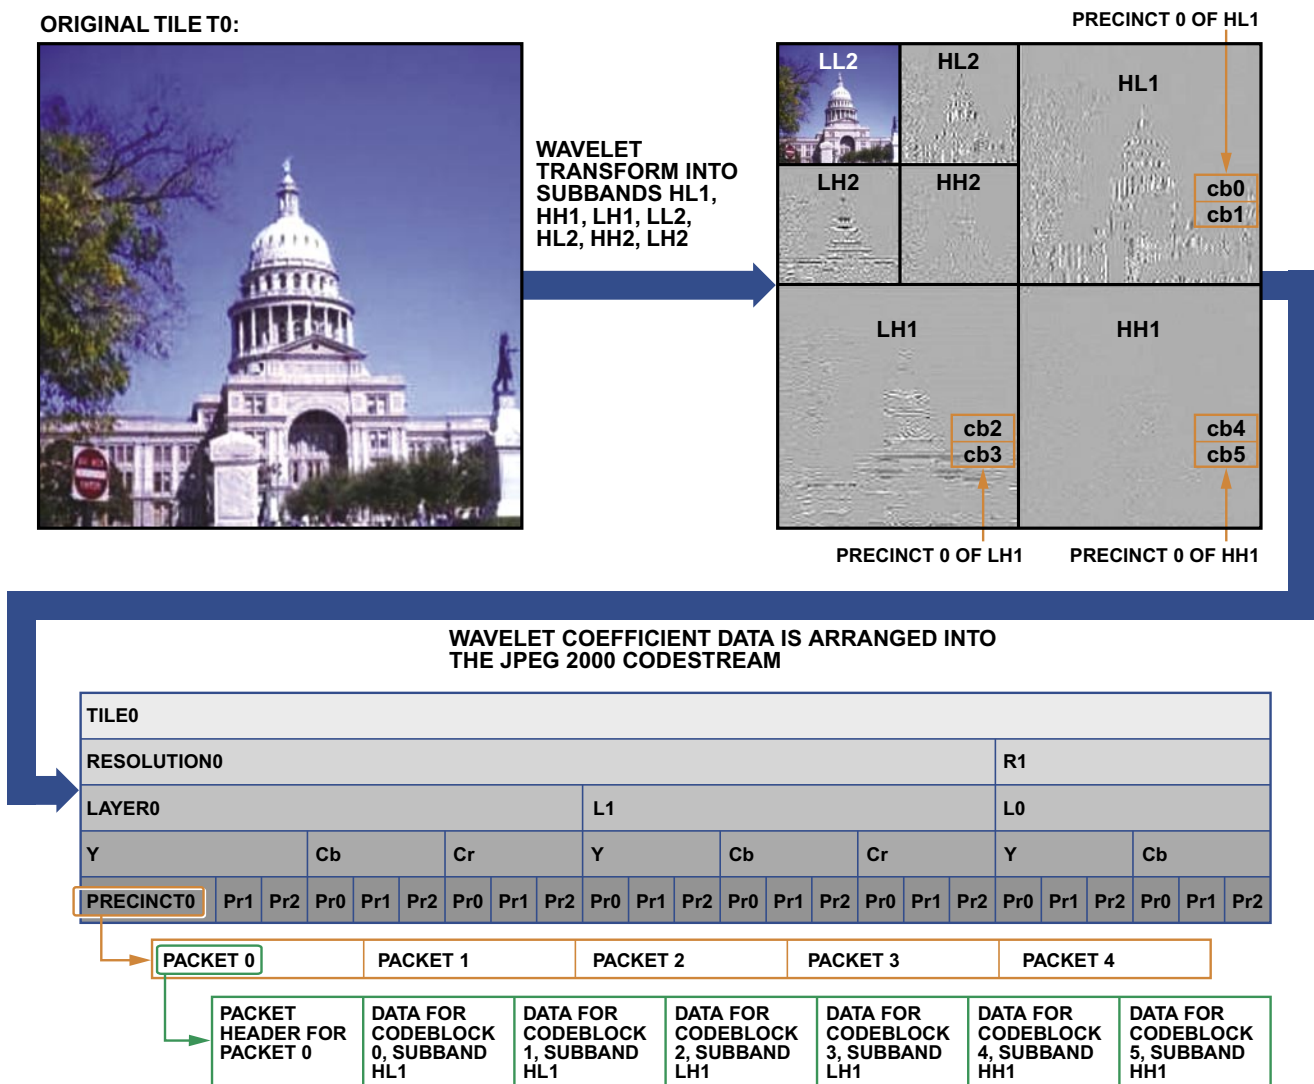 ORIGINAL TILE T0:
PRECINCT 0 OF HL1
WAVELET
TRANSFORM INTO
SUBBANDS HL1,
HH1, LH1, LL2,
HL2, HH2, LH2
LL2
HL2
HL1
LH2
HH2
cb0
cb1
LH1
HH1
cb2
cb3
cb4
cb5
PRECINCT 0 OF LH1
PRECINCT 0 OF HH1
WAVELET COEFFICIENT DATA IS ARRANGED INTO
THE JPEG 2000 CODESTREAM
TILE0
RESOLUTION0 R1
LAYER0 L1 L0
Y Cb Cr Y Cb Cr Y Cb
PRECINCT0 Pr1 Pr2 Pr0 Pr1 Pr2 Pr0 Pr1 Pr2 Pr0 Pr1 Pr2 Pr0 Pr1 Pr2 Pr0 Pr1 Pr2 Pr0 Pr1 Pr2 Pr0 Pr1 Pr2
PACKET 0 PACKET 1 PACKET 2 PACKET 3 PACKET 4
PACKET
HEADER FOR
PACKET 0
DATA FOR
CODEBLOCK
0, SUBBAND
HL1
DATA FOR
CODEBLOCK
1, SUBBAND
HL1
DATA FOR
CODEBLOCK
2, SUBBAND
LH1
DATA FOR
CODEBLOCK
3, SUBBAND
LH1
DATA FOR
CODEBLOCK
4, SUBBAND
HH1
DATA FOR
CODEBLOCK
5, SUBBAND
HH1